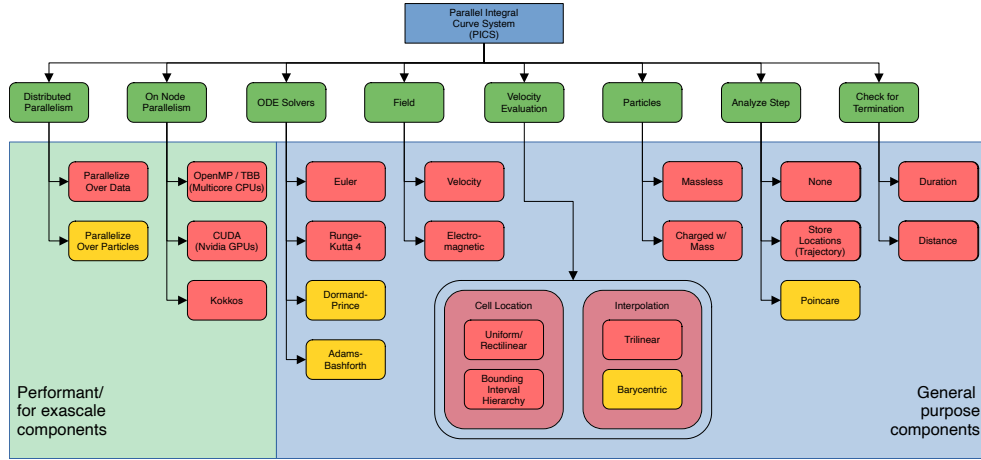 Parallel Integral
Curve System
(PICS)
Distributed
Parallelism
On Node
Parallelism
ODE Solvers
Field
Velocity
Evaluation
Particles
Analyze Step
Check for
Termination
Parallelize
Over Data
Parallelize
Over Particles
OpenMP / TBB
(Multicore CPUs)
CUDA
(Nvidia GPUs)
Kokkos
Euler
Runge-
Kutta 4
Dormand-
Prince
Adams-
Bashforth
Velocity
Electro-
magnetic
Cell Location
Uniform/
Rectilinear
Bounding
Interval
Hierarchy
Interpolation
Trilinear
Barycentric
Massless
Charged w/
Mass
None
Store
Locations
(Trajectory)
Poincare
Duration
Distance
Performant/
for exascale
components
General
purpose
components